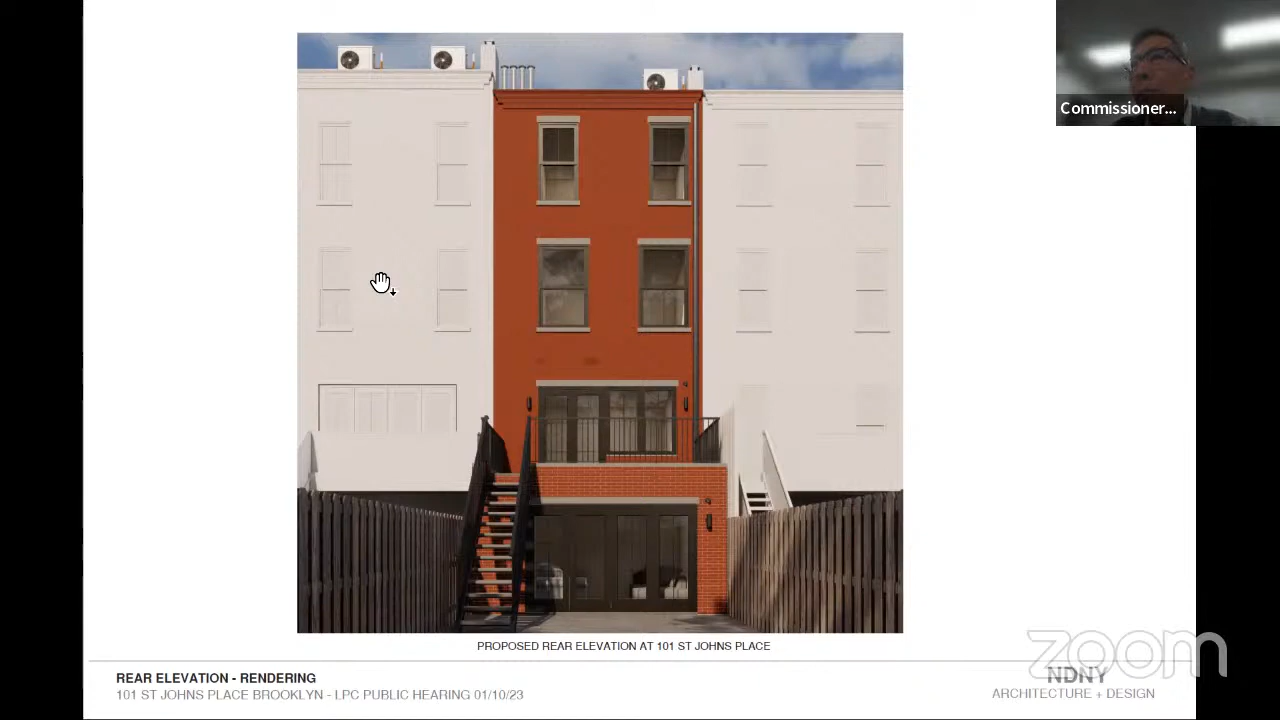 Commissioner...
PROPOSED REAR ELEVATION AT 101 ST JOHNS PLACE
REAR ELEVATION - RENDERING
101 ST JOHNS PLACE BROOKLYN - LPC PUBLIC HEARING 01/10/23
zoom
NDNY
ARCHITECTURE + DESIGN